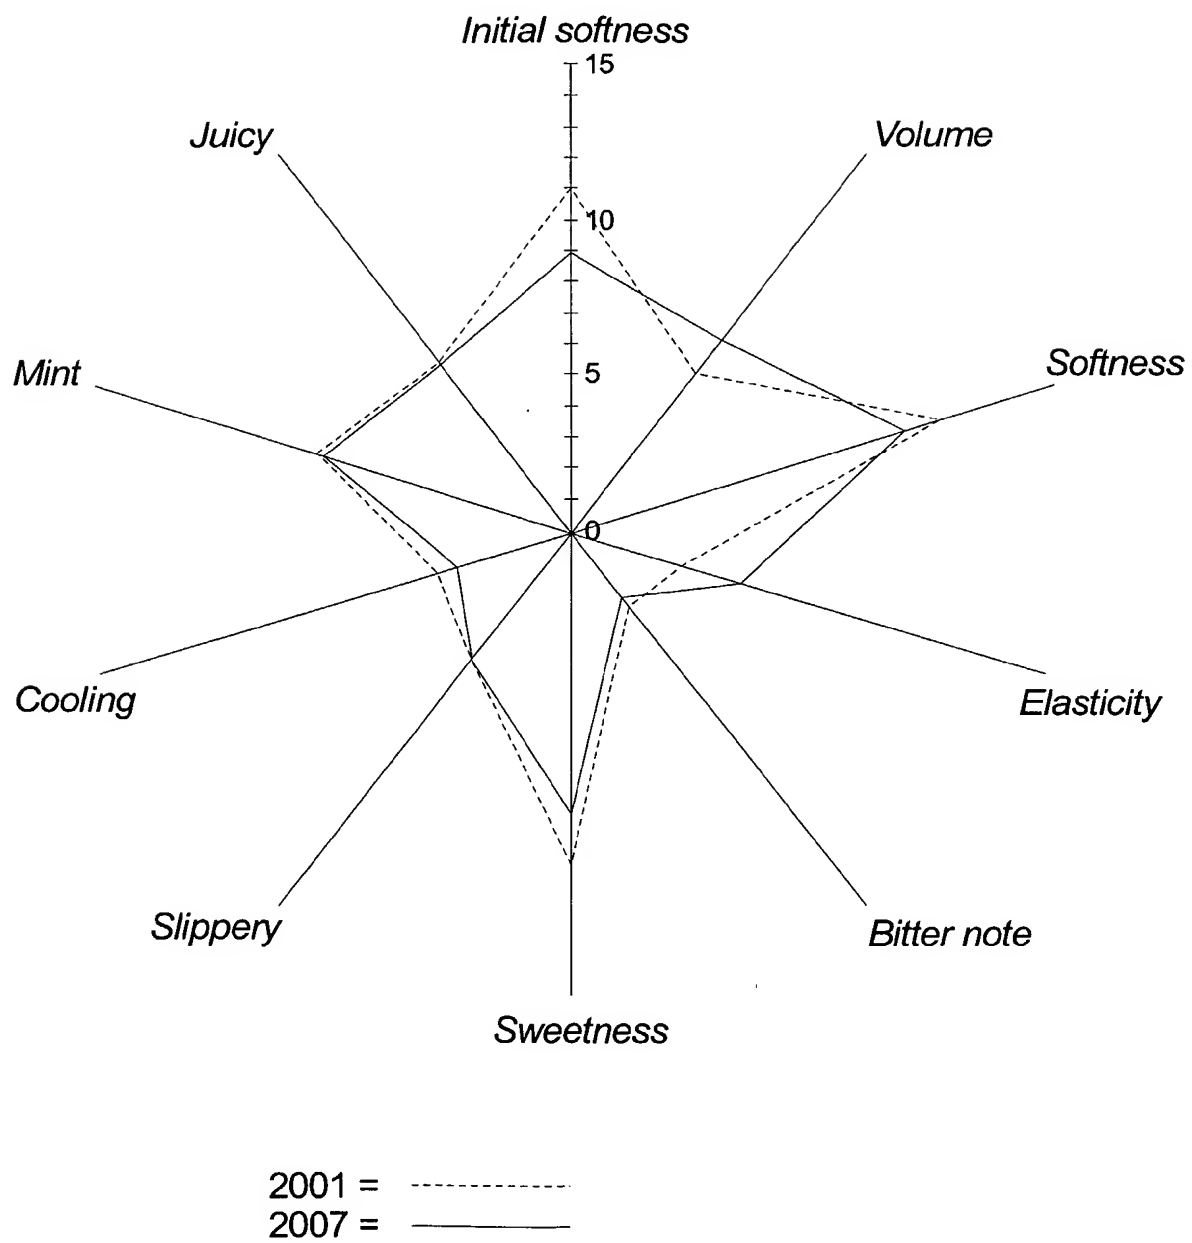 Initial softness
15
Juicy
Volume
10
Mint
5
Softness
0
Cooling
Elasticity
Slippery
Bitter note
Sweetness
2001 =
2007 =